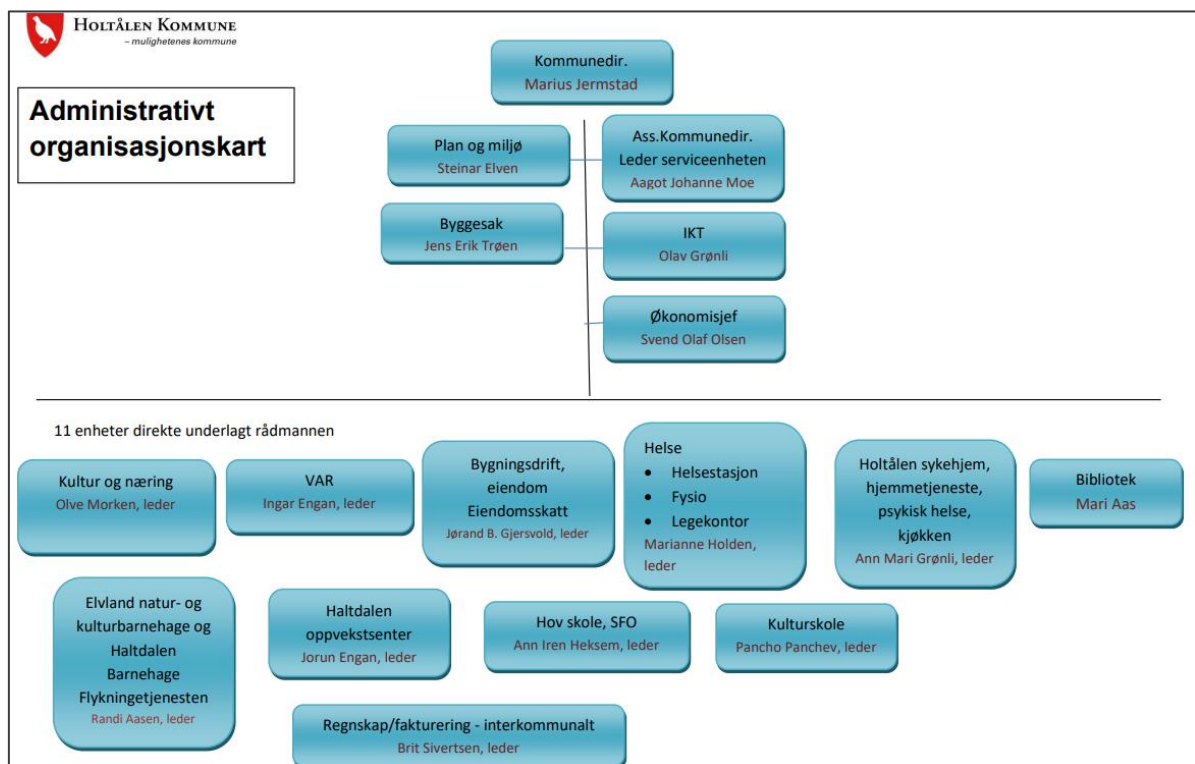 HOLTÅLEN KOMMUNE
– mulighetenes kommune
Administrativt
organisasjonskart
Kommunedir.
Marius Jermstad
Plan og miljø
Steinar Elven
Ass.Kommunedir.
Leder serviceenheten
Aagot Johanne Moe
Byggesak
Jens Erik Trøen
IKT
Olav Grønli
Økonomisjef
Svend Olaf Olsen
11 enheter direkte underlagt rådmannen
Kultur og næring
Olve Morken, leder
VAR
Ingar Engan, leder
Bygningsdrift,
eiendom
Eiendomsskatt
Jørand B. Gjersvold, leder
Helse
• Helsestasjon
• Fysio
• Legekontor
Marianne Holden,
leder
Holtålen sykehjem,
hjemmetjeneste,
psykisk helse,
kjøkken
Ann Mari Grønli, leder
Bibliotek
Mari Aas
Elvland natur- og
kulturbarnehage og
Haltdalen
Barnehage
Flykningetjenesten
Randi Aasen, leder
Haltdalen
oppvekstsenter
Jorun Engan, leder
Hov skole, SFO
Ann Iren Heksem, leder
Kulturskole
Pancho Panchev, leder
Regnskap/fakturering - interkommunalt
Brit Sivertsen, leder